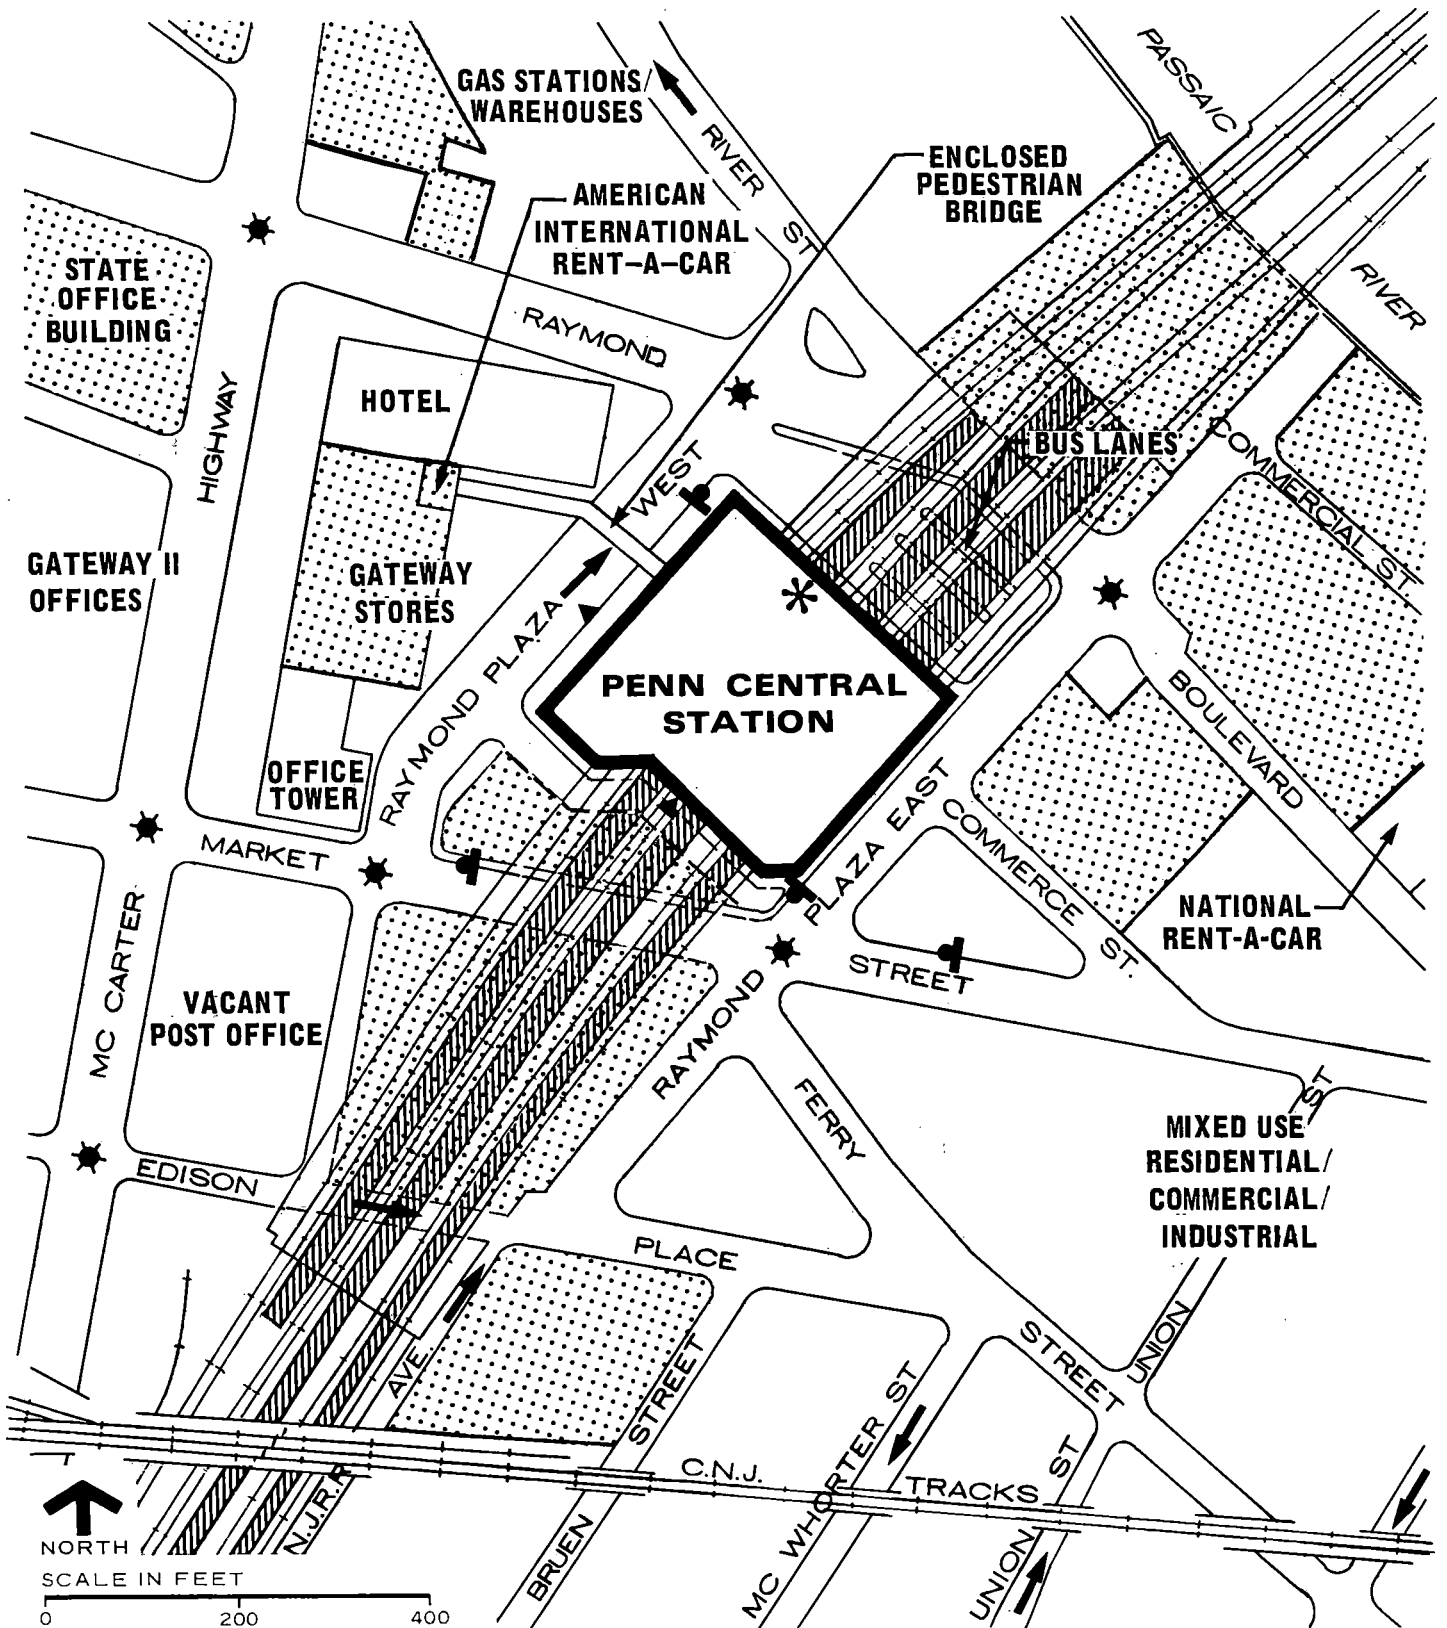 PASSAIC
RIVER
GAS STATIONS/
WAREHOUSES
RIVER ST
ENCLOSED
PEDESTRIAN
BRIDGE
AMERICAN
INTERNATIONAL
RENT-A-CAR
STATE
OFFICE
BUILDING
RAYMOND
HIGHWAY
HOTEL
WEST
BUS LANES
COMMERCIAL ST
GATEWAY II
OFFICES
GATEWAY
STORES
RAYMOND PLAZA
PENN CENTRAL
STATION
BOULEVARD
OFFICE
TOWER
MARKET
PLAZA EAST
COMMERCE ST.
NATIONAL
RENT-A-CAR
MC CARTER
VACANT
POST OFFICE
STREET
RAYMOND
FERRY
ST
MIXED USE
RESIDENTIAL/
COMMERCIAL/
INDUSTRIAL
EDISON
PLACE
UNION
STREET
AVE.
STREET
MC WHORTER ST
UNION ST
C.N.J.
TRACKS
N.J.R.R.
BRUEN
NORTH
SCALE IN FEET
0 200 400